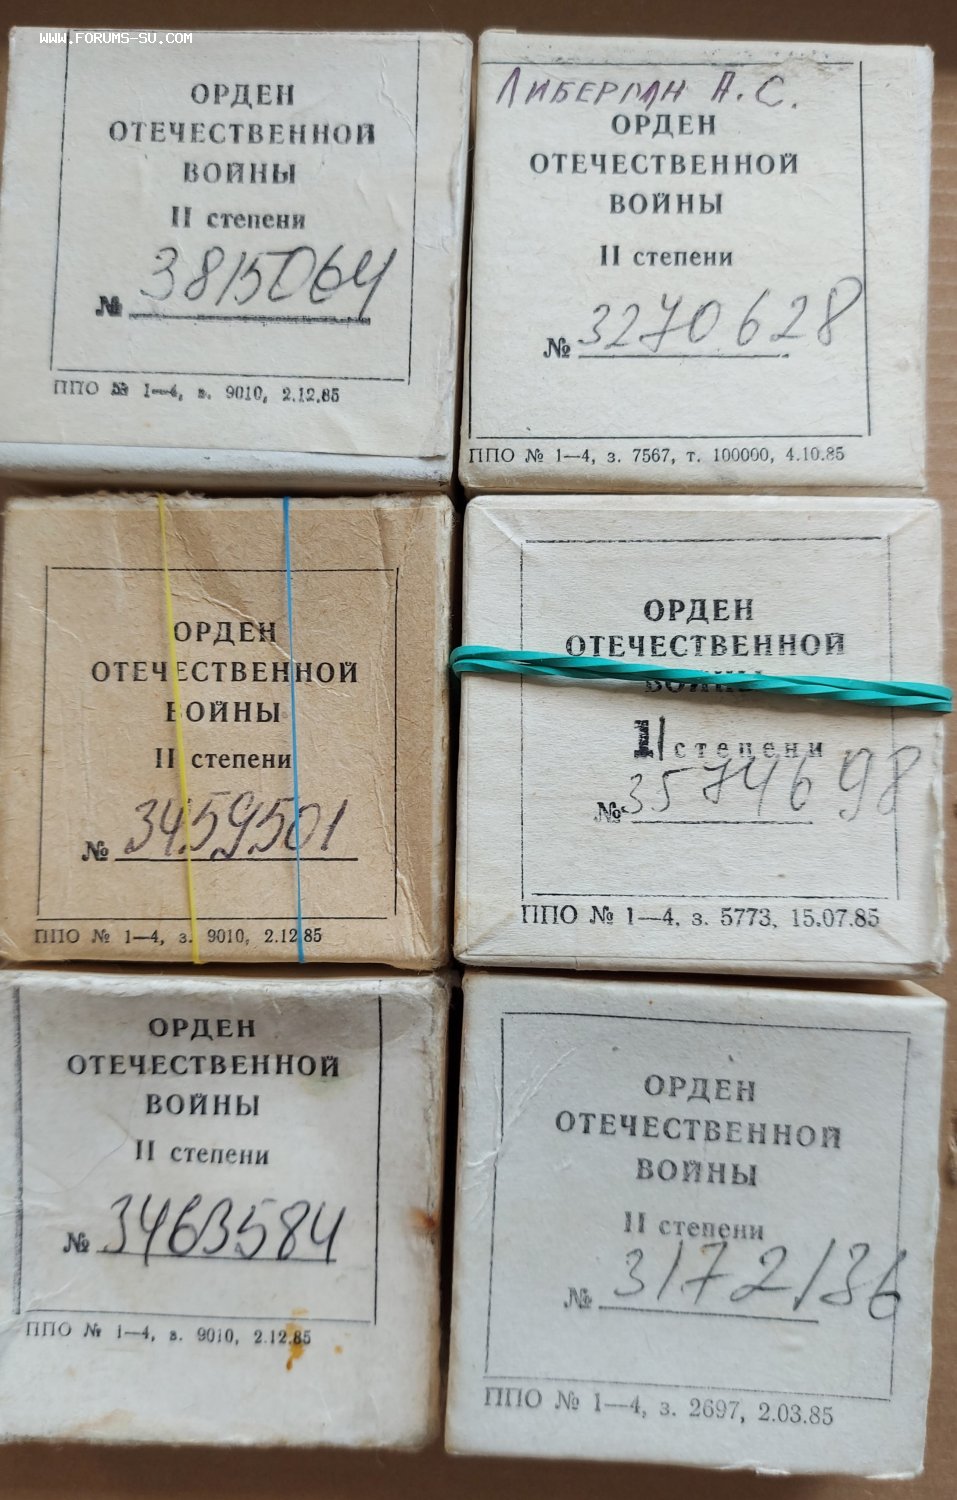 WWW.FORUMS-SU.COM
ОРДЕН
ОТЕЧЕСТВЕННОЙ
ВОЙНЫ
II степени
№ 3815064
ППО № 1—4, з. 9010, 2.12.85
Либерман А.С.
ОРДЕН
ОТЕЧЕСТВЕННОЙ
ВОЙНЫ
II степени
№ 3270628
ППО № 1—4, з. 7567, т. 100000, 4.10.85
ОРДЕН
ОТЕЧЕСТВЕННОЙ
ВОЙНЫ
II степени
№ 3459501
ППО № 1—4, з. 9010, 2.12.85
ОРДЕН
ОТЕЧЕСТВЕННОЙ
ВОЙНЫ
степени
№ 3574698
ППО № 1—4, з. 5773, 15.07.85
ОРДЕН
ОТЕЧЕСТВЕННОЙ
ВОЙНЫ
II степени
№ 3463584
ППО № 1—4, з. 9010, 2.12.85
ОРДЕН
ОТЕЧЕСТВЕННОЙ
ВОЙНЫ
II степени
№ 3172136
ППО № 1—4, з. 2697, 2.03.85